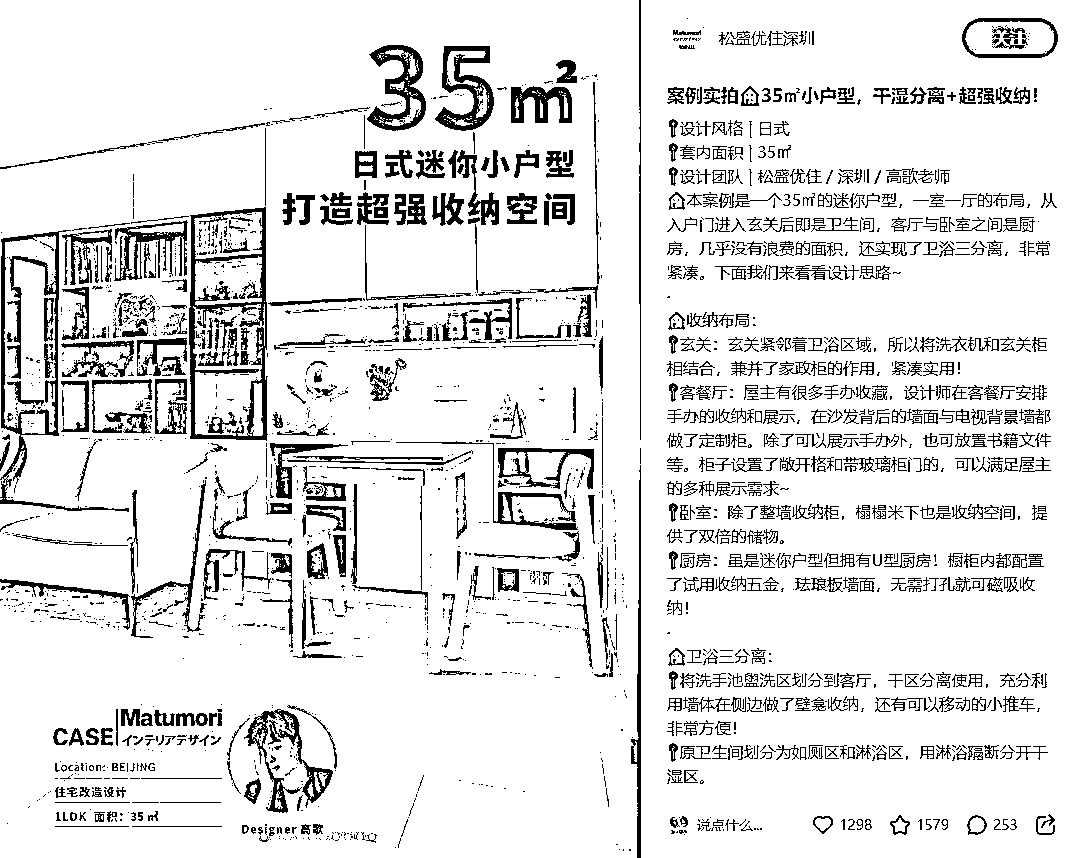 35㎡
日式迷你小户型
打造超强收纳空间
CASE
Matumori
インテリアデザイン
Location: BEIJING
住宅改造设计
1LDK 面积：35㎡
Designer 高歌
Matumori
松盛优住深圳
关注
案例实拍🏠35㎡小户型，干湿分离+超强收纳！
📍设计风格 | 日式
📍套内面积 | 35㎡
📍设计团队 | 松盛优住 / 深圳 / 高歌老师
🏠本案例是一个35㎡的迷你户型，一室一厅的布局，从
入户门进入玄关后即是卫生间，客厅与卧室之间是厨
房，几乎没有浪费的面积，还实现了卫浴三分离，非常
紧凑。下面我们来看看设计思路~
.
🏠收纳布局：
📍玄关：玄关紧邻着卫浴区域，所以将洗衣机和玄关柜
相结合，兼并了家政柜的作用，紧凑实用！
📍客餐厅：屋主有很多手办收藏，设计师在客餐厅安排
手办的收纳和展示，在沙发背后的墙面与电视背景墙都
做了定制柜。除了可以展示手办外，也可放置书籍文件
等。柜子设置了敞开格和带玻璃柜门的，可以满足屋主
的多种展示需求~
📍卧室：除了整墙收纳柜，榻榻米下也是收纳空间，提
供了双倍的储物。
📍厨房：虽是迷你户型但拥有U型厨房！橱柜内都配置
了试用收纳五金，珐琅板墙面，无需打孔就可磁吸收
纳！
.
🏠卫浴三分离：
📍将洗手池盥洗区划分到客厅，干区分离使用，充分利
用墙体在侧边做了壁龛收纳，还有可以移动的小推车，
非常方便！
📍原卫生间划分为如厕区和淋浴区，用淋浴隔断分开干
湿区。
说点什么...
1298
1579
253